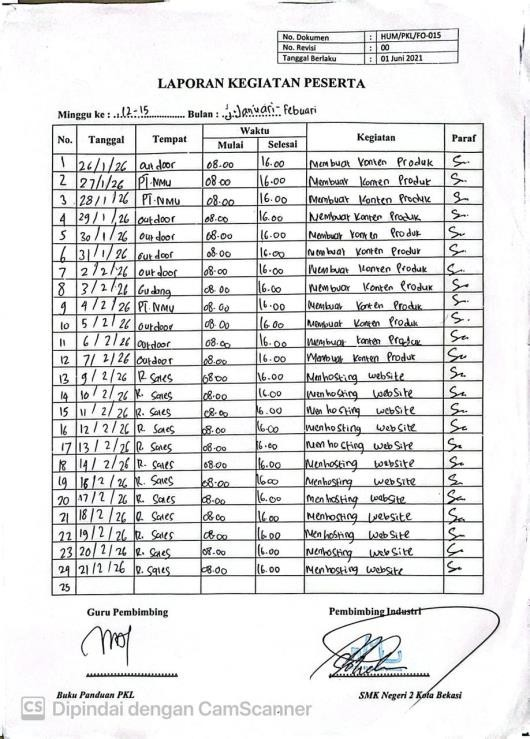 No. Dokumen : HUM/PKL/FO-015
No. Revisi : 00
Tanggal Berlaku : 01 Juni 2021
LAPORAN KEGIATAN PESERTA
Minggu ke : 12-15 Bulan : Januari - Febuari
No. Tanggal Tempat Waktu Kegiatan Paraf
Mulai Selesai
1 26/1/26 outdoor 08.00 16.00 Membuat Konten Produk
2 27/1/26 PT.NMU 08.00 16.00 Membuat Konten Produk
3 28/1/26 PT.NMU 08.00 16.00 Membuat Konten Produk
4 29/1/26 outdoor 08.00 16.00 Membuat Konten Produk
5 30/1/26 outdoor 08.00 16.00 Membuat Konten Produk
6 31/1/26 outdoor 08.00 16.00 Membuat Konten Produk
7 2/2/26 outdoor 08.00 16.00 Membuat Konten Produk
8 3/2/26 Gudang 08.00 16.00 Membuat Konten Produk
9 4/2/26 PT.NMU 08.00 16.00 Membuat Konten Produk
10 5/2/26 outdoor 08.00 16.00 Membuat Konten Produk
11 6/2/26 outdoor 08.00 16.00 Membuat Konten Produk
12 7/2/26 outdoor 08.00 16.00 Membuat Konten Produk
13 9/2/26 R. Sales 08.00 16.00 Menhosting website
14 10/2/26 R. Sales 08.00 16.00 Menhosting website
15 11/2/26 R. Sales 08.00 16.00 Menhosting website
16 12/2/26 R. Sales 08.00 16.00 Menhosting website
17 13/2/26 R. Sales 08.00 16.00 Menhosting website
18 14/2/26 R. Sales 08.00 16.00 Menhosting website
19 16/2/26 R. Sales 08.00 16.00 Menhosting website
20 17/2/26 R. Sales 08.00 16.00 Menhosting website
21 18/2/26 R. Sales 08.00 16.00 Menhosting website
22 19/2/26 R. Sales 08.00 16.00 Menhosting website
23 20/2/26 R. Sales 08.00 16.00 Menhosting website
24 21/2/26 R. Sales 08.00 16.00 Menhosting website
25
Guru Pembimbing Pembimbing Industri
Buku Panduan PKL SMK Negeri 2 Kota Bekasi
CS Dipindai dengan CamScanner